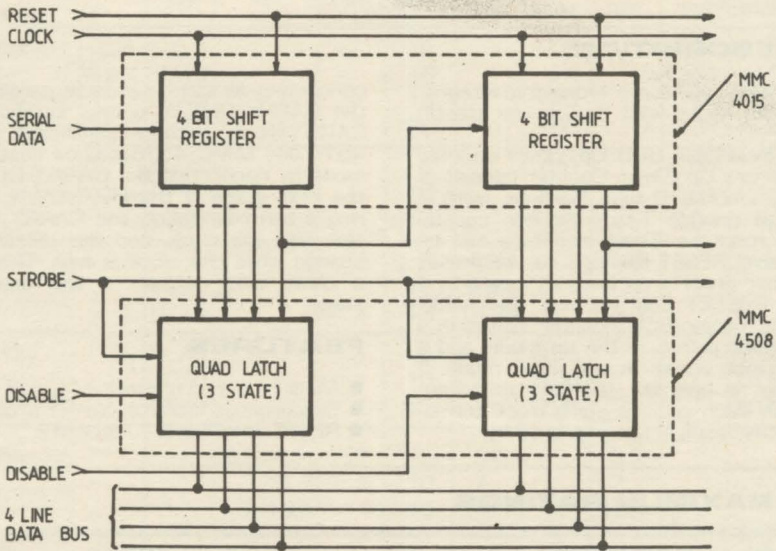 RESET
CLOCK
MMC
4015
4 BIT SHIFT
REGISTER
4 BIT SHIFT
REGISTER
SERIAL
DATA
STROBE
MMC
4508
QUAD LATCH
(3 STATE)
QUAD LATCH
(3 STATE)
DISABLE
DISABLE
4 LINE
DATA BUS